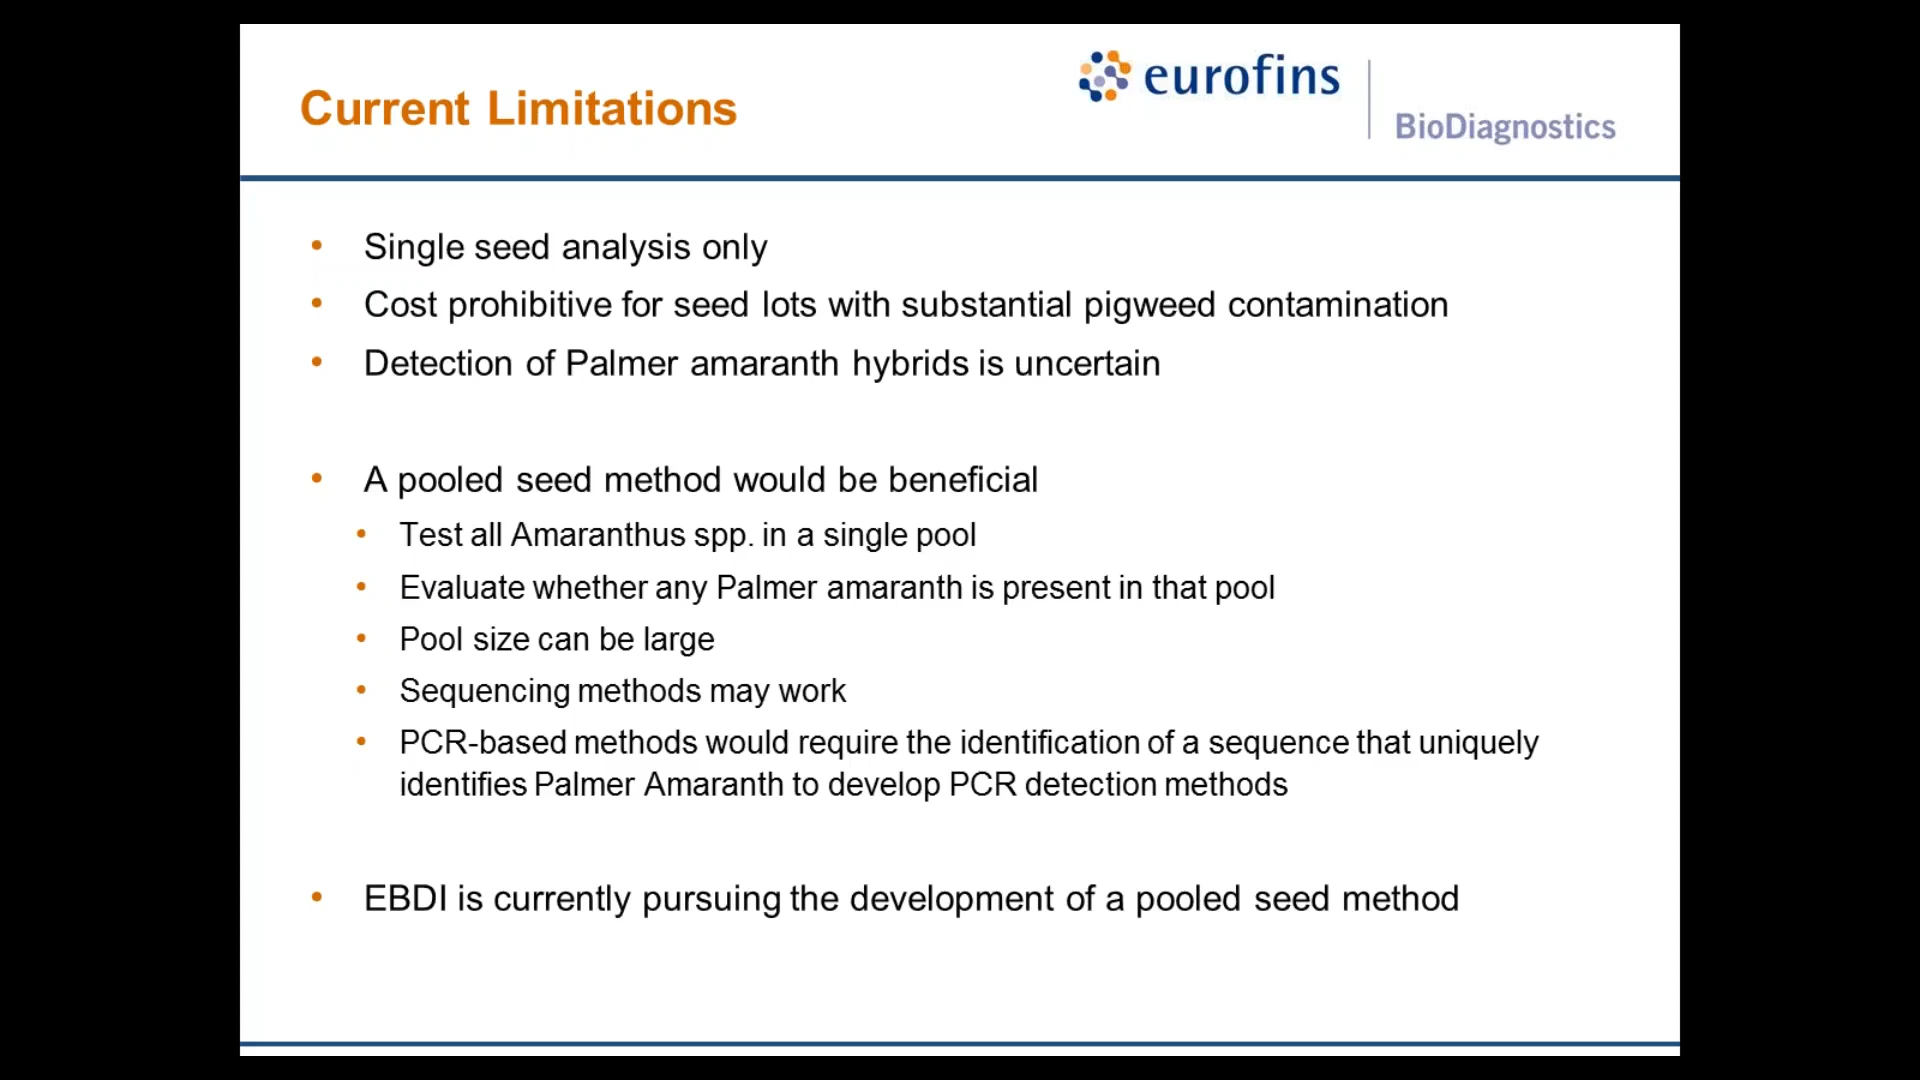 Current Limitations
eurofins
BioDiagnostics
• Single seed analysis only
• Cost prohibitive for seed lots with substantial pigweed contamination
• Detection of Palmer amaranth hybrids is uncertain
• A pooled seed method would be beneficial
• Test all Amaranthus spp. in a single pool
• Evaluate whether any Palmer amaranth is present in that pool
• Pool size can be large
• Sequencing methods may work
• PCR-based methods would require the identification of a sequence that uniquely
identifies Palmer Amaranth to develop PCR detection methods
• EBDI is currently pursuing the development of a pooled seed method